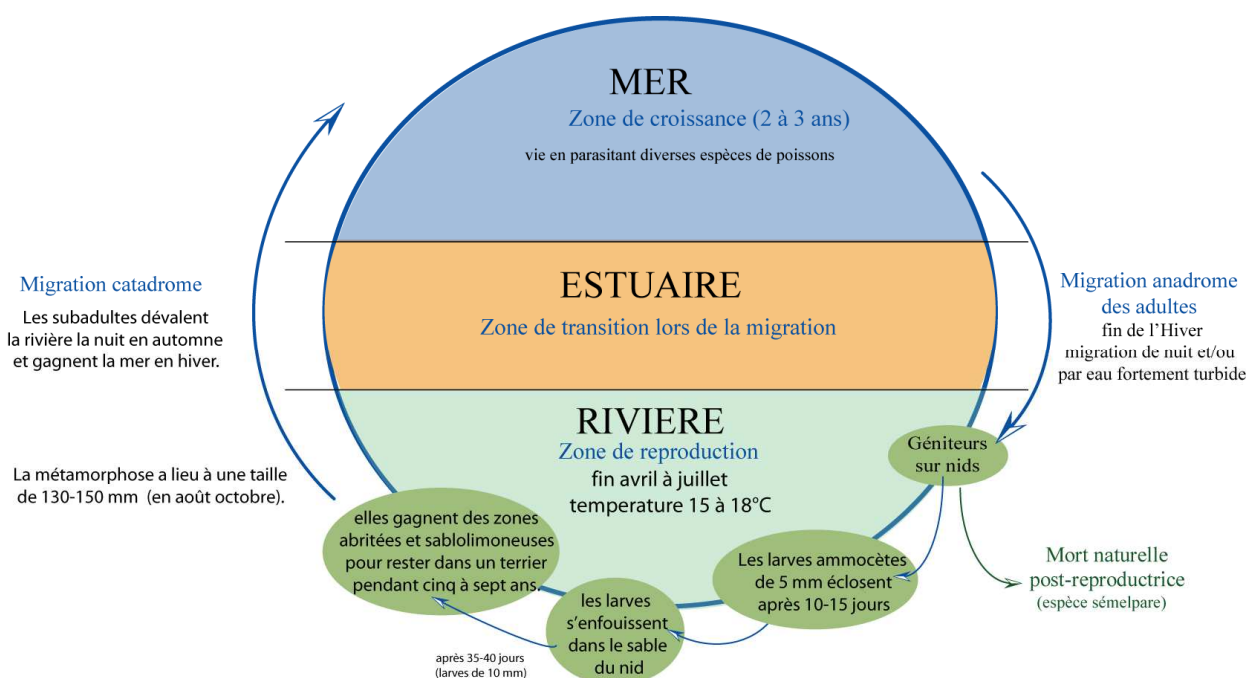 MER
Zone de croissance (2 à 3 ans)
vie en parasitant diverses espèces de poissons
ESTUAIRE
Zone de transition lors de la migration
Migration catadrome
Les subadultes dévalent
la rivière la nuit en automne
et gagnent la mer en hiver.
Migration anadrome
des adultes
fin de l'Hiver
migration de nuit et/ou
par eau fortement turbide
RIVIERE
Zone de reproduction
fin avril à juillet
temperature 15 à 18°C
Géniteurs
sur nids
La métamorphose a lieu à une taille
de 130-150 mm (en août octobre).
elles gagnent des zones
abritées et sablolimoneuses
pour rester dans un terrier
pendant cinq à sept ans.
Les larves ammocètes
de 5 mm éclosent
après 10-15 jours
Mort naturelle
post-reproductrice
(espèce sémelpare)
les larves
s'enfouissent
dans le sable
du nid
après 35-40 jours
(larves de 10 mm)